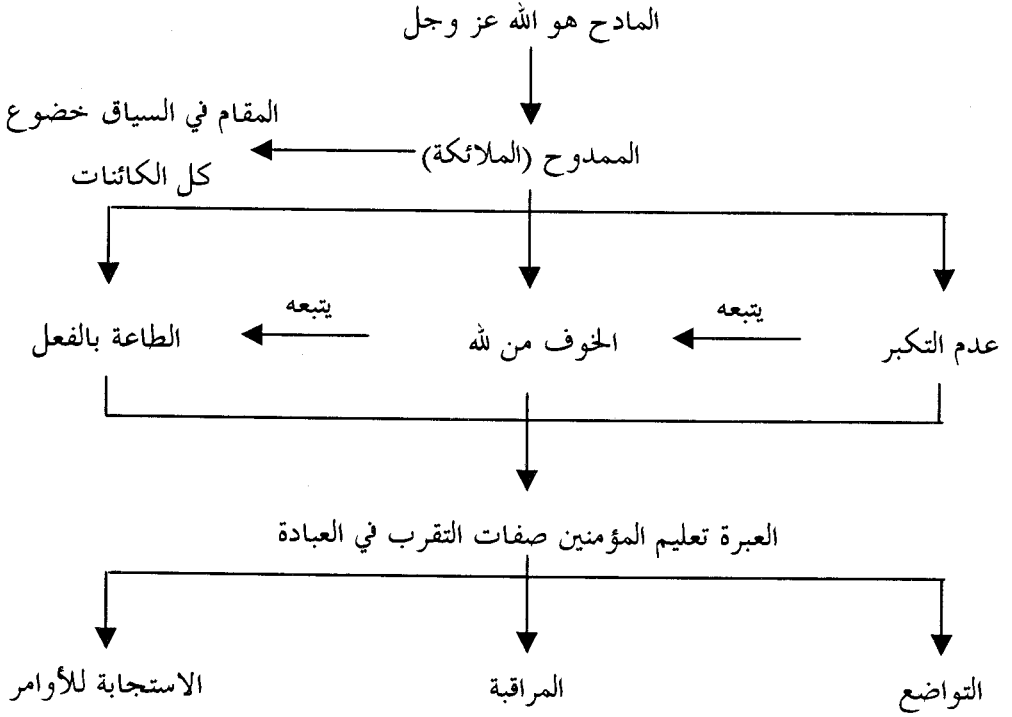 المادح هو الله عز وجل
المقام في السياق خضوع
الممدوح (الملائكة)
كل الكائنات
يتبعه
يتبعه
عدم التكبر
الخوف من لله
الطاعة بالفعل
العبرة تعليم المؤمنين صفات التقرب في العبادة
التواضع
المراقبة
الاستجابة للأوامر